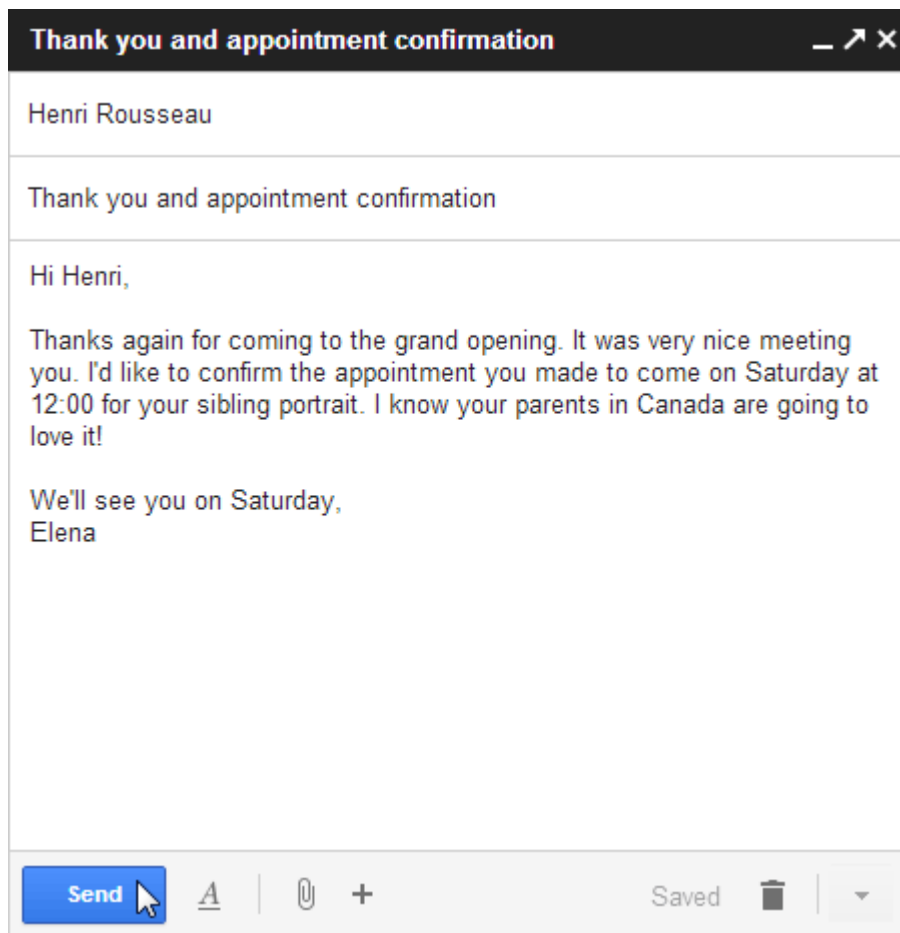 Thank you and appointment confirmation
Henri Rousseau
Thank you and appointment confirmation
Hi Henri,
Thanks again for coming to the grand opening. It was very nice meeting
you. I'd like to confirm the appointment you made to come on Saturday at
12:00 for your sibling portrait. I know your parents in Canada are going to
love it!
We'll see you on Saturday,
Elena
Send A Saved